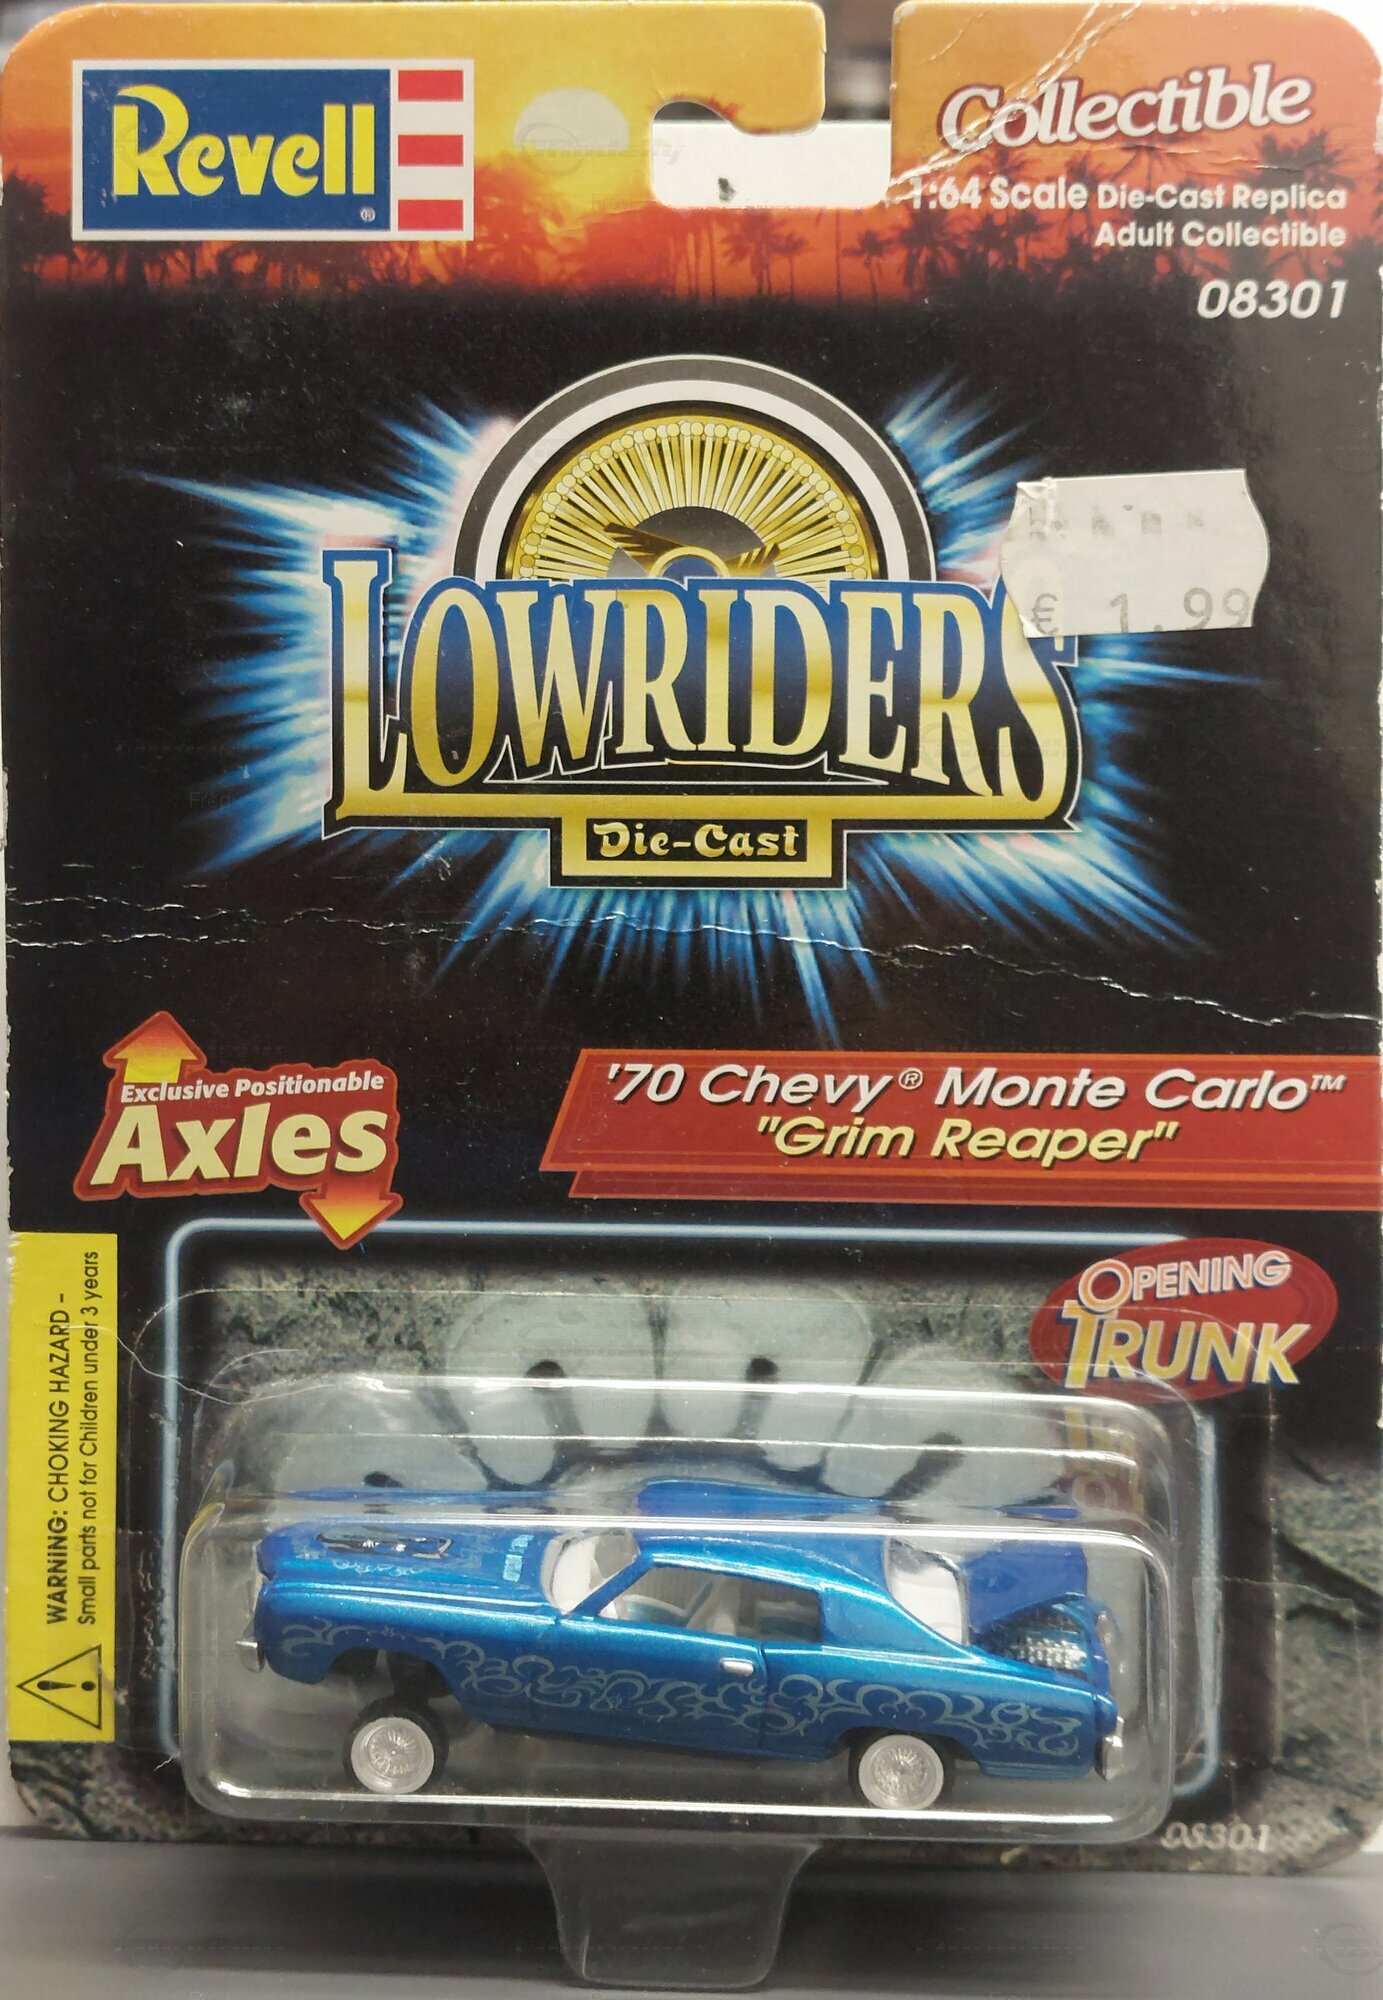 Revell
®
Collectible
1:64 Scale Die-Cast Replica
Adult Collectible
08301
€ 1.99
LOWRIDERS
Die-Cast
Exclusive Positionable
Axles
'70 Chevy® Monte Carlo™
"Grim Reaper"
OPENING
TRUNK
WARNING: CHOKING HAZARD –
Small parts not for Children under 3 years
08301